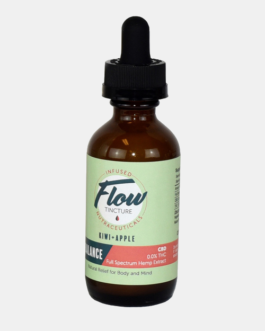 INFUSED
Flow
TINCTURE
NUTRACEUTICALS
KIWI + APPLE
CBD
0.0% THC
Full Spectrum Hemp Extract
Natural Relief for Body and Mind